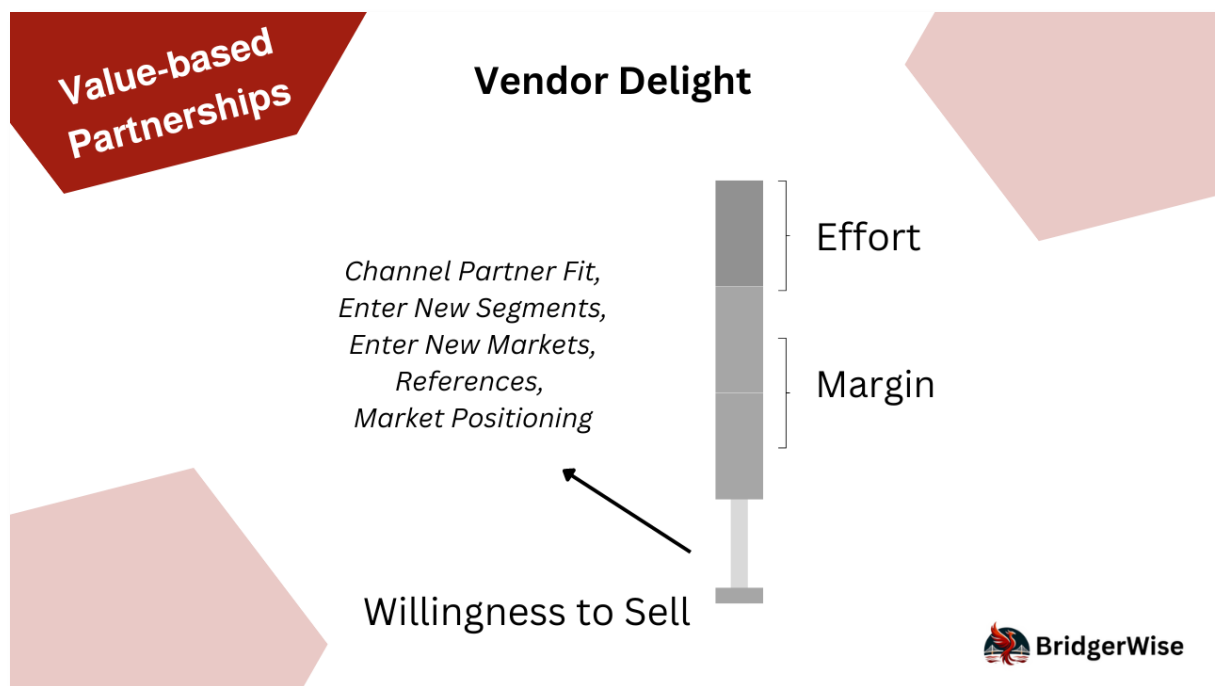 Value-based
Partnerships
Vendor Delight
Effort
Channel Partner Fit,
Enter New Segments,
Enter New Markets,
References,
Market Positioning
Margin
Willingness to Sell
BridgerWise